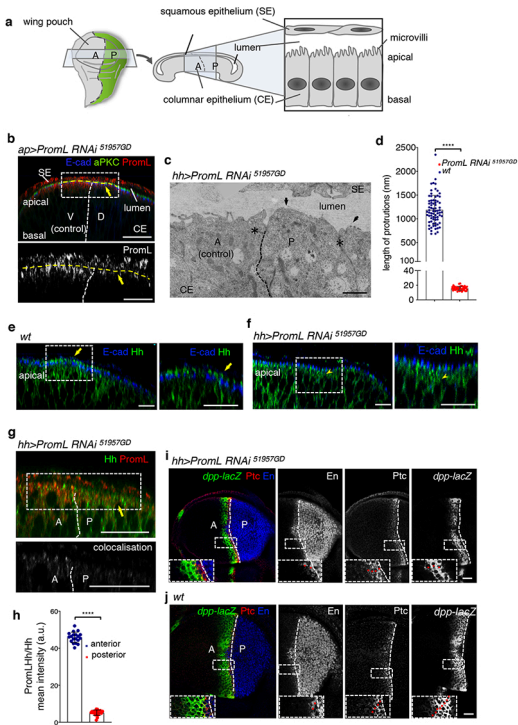 a
wing pouch
A
P
squamous epithelium (SE)
lumen
A
P
columnar epithelium (CE)
microvilli
apical
basal
b
ap>PromL RNAi 51957GD
E-cad aPKC PromL
SE
apical
basal
V
(control)
D
lumen
CE
PromL
c
hh>PromL RNAi 51957GD
SE
lumen
A
(control)
P
*
*
CE
d
length of protrutions (nm)
2500
2000
1500
1000
500
200
40
20
0
****
PromL RNAi 51957GD
wt
e
wt
E-cad Hh
apical
E-cad Hh
f
hh>PromL RNAi 51957GD
E-cad Hh
apical
E-cad Hh
g
hh>PromL RNAi 51957GD
Hh PromL
A
P
colocalisation
A
P
h
PromLHh/Hh
mean intensity (a.u.)
60
40
20
0
****
anterior
posterior
i
hh>PromL RNAi 51957GD
dpp-lacZ Ptc En
A
P
En
Ptc
dpp-lacZ
j
wt
dpp-lacZ Ptc En
A
P
En
Ptc
dpp-lacZ